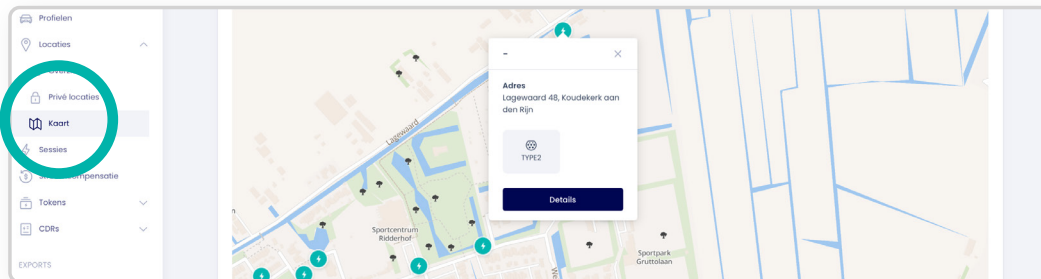 Profielen
Locaties
Privé locaties
Kaart
Sessies
Tokens
CDRs
EXPORTS
-
Adres
Lagewaard 48, Koudekerk aan
den Rijn
TYPE2
Details
Lagewaard
Sportcentrum
Ridderhof
Sportpark
Gruttolaan